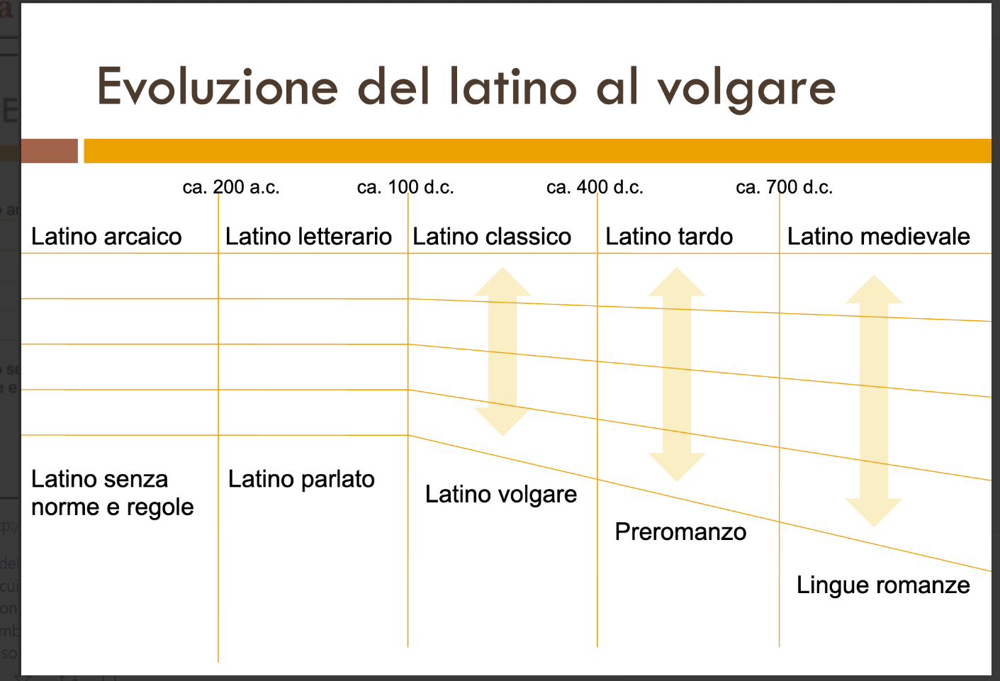 Evoluzione del latino al volgare
ca. 200 a.c.
ca. 100 d.c.
ca. 400 d.c.
ca. 700 d.c.
Latino arcaico
Latino letterario
Latino classico
Latino tardo
Latino medievale
Latino senza
norme e regole
Latino parlato
Latino volgare
Preromanzo
Lingue romanze